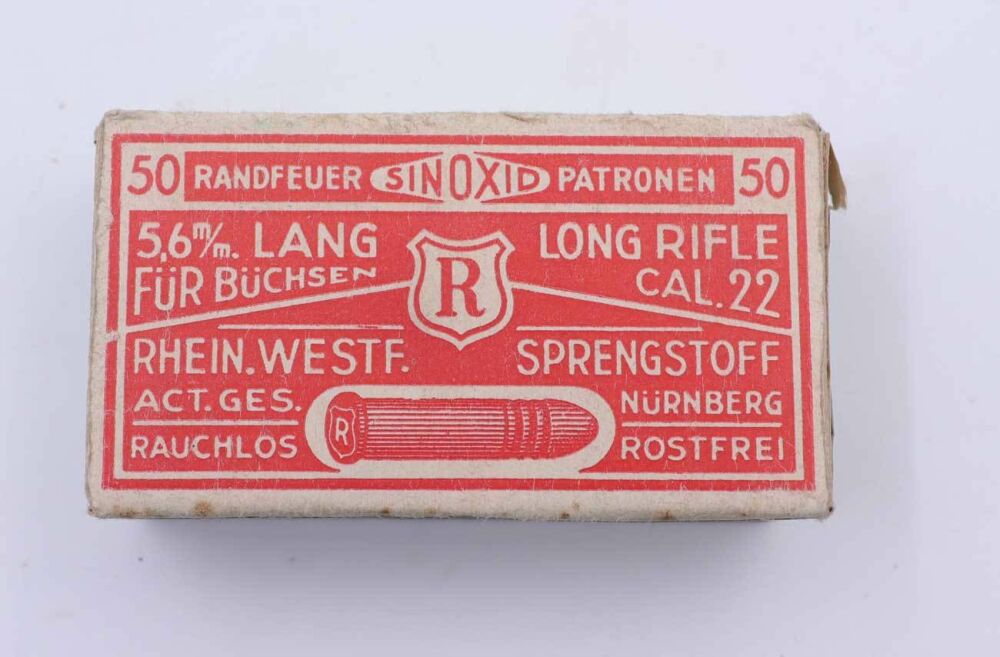 50 RANDFEUER SINOXID PATRONEN 50
5,6 m/m. LANG
FÜR BÜCHSEN
R
LONG RIFLE
CAL. 22
RHEIN. WESTF. SPRENGSTOFF
ACT. GES. NÜRNBERG
R
RAUCHLOS ROSTFREI